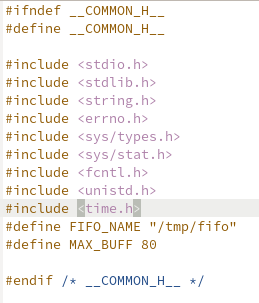 #ifndef __COMMON_H__
#define __COMMON_H__
#include <stdio.h>
#include <stdlib.h>
#include <string.h>
#include <errno.h>
#include <sys/types.h>
#include <sys/stat.h>
#include <fcntl.h>
#include <unistd.h>
#include <time.h>
#define FIFO_NAME "/tmp/fifo"
#define MAX_BUFF 80
#endif /* __COMMON_H__ */